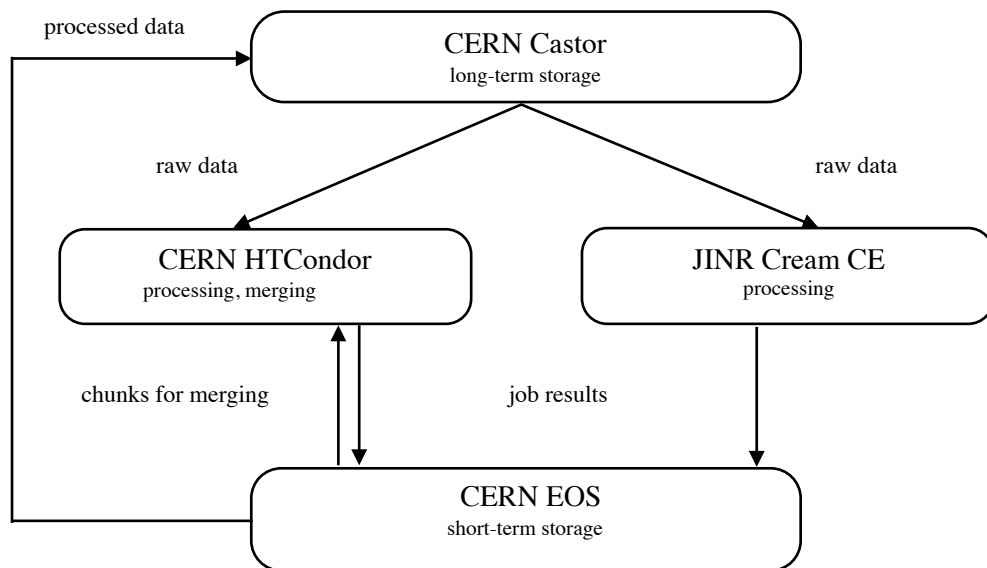 processed data
CERN Castor
long-term storage
raw data
raw data
CERN HTCondor
processing, merging
JINR Cream CE
processing
chunks for merging
job results
CERN EOS
short-term storage